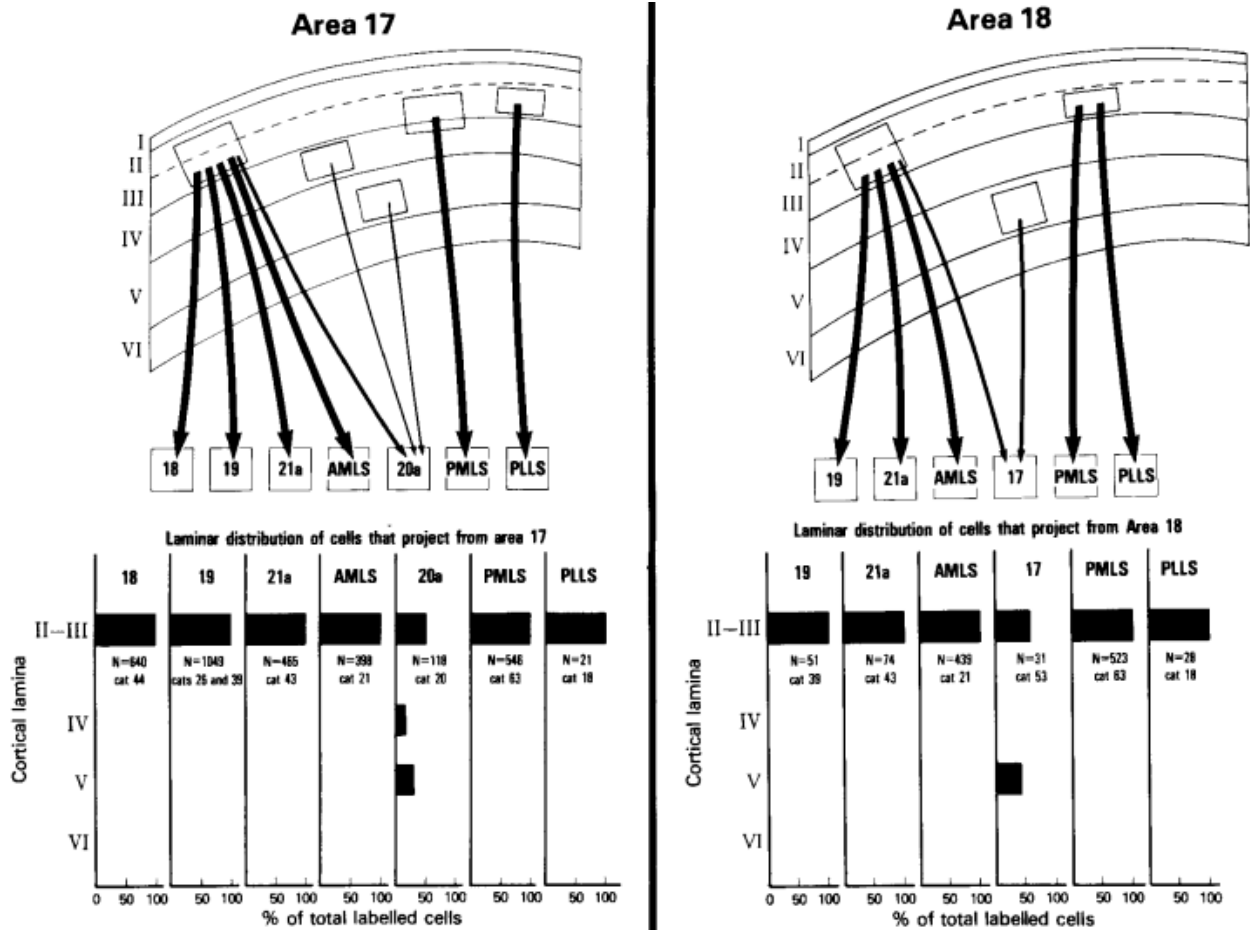 Area 17
I
II
III
IV
V
VI
18 19 21a AMLS 20a PMLS PLLS
Laminar distribution of cells that project from area 17
18 19 21a AMLS 20a PMLS PLLS
II–III
N=640 N=1049 N=465 N=398 N=118 N=546 N=21
cat 44 cats 25 and 39 cat 43 cat 21 cat 20 cat 63 cat 18
IV
V
VI
Cortical lamina
0 50 100 50 100 50 100 50 100 50 100 50 100 50 100
% of total labelled cells
Area 18
I
II
III
IV
V
VI
19 21a AMLS 17 PMLS PLLS
Laminar distribution of cells that project from Area 18
19 21a AMLS 17 PMLS PLLS
II–III
N=51 N=74 N=439 N=31 N=523 N=28
cat 39 cat 43 cat 21 cat 53 cat 63 cat 18
IV
V
VI
Cortical lamina
0 50 100 50 100 50 100 50 100 50 100 50 100
% of total labelled cells